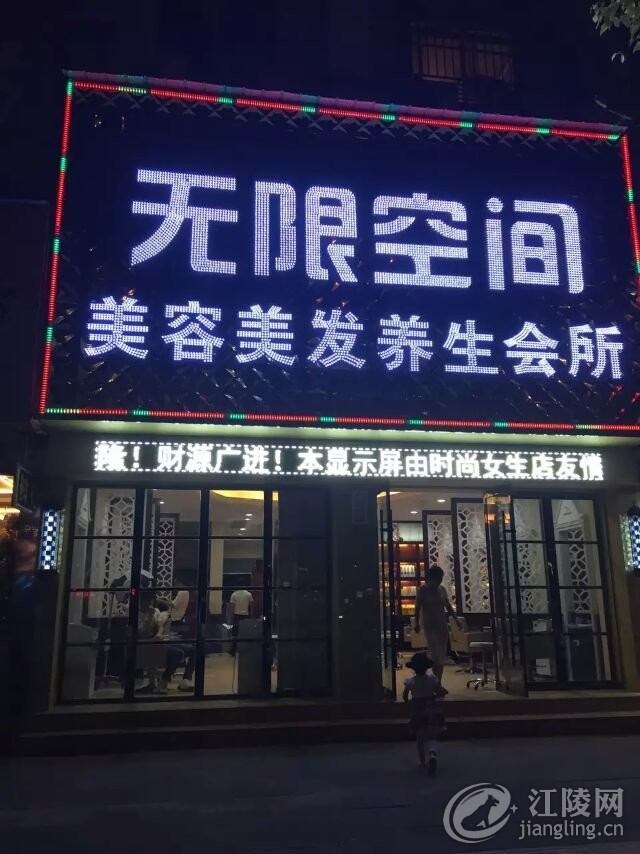 无限空间
美容美发养生会所
隆！财源广进！本显示屏由时尚女生店友情
江陵网
jiangling.cn